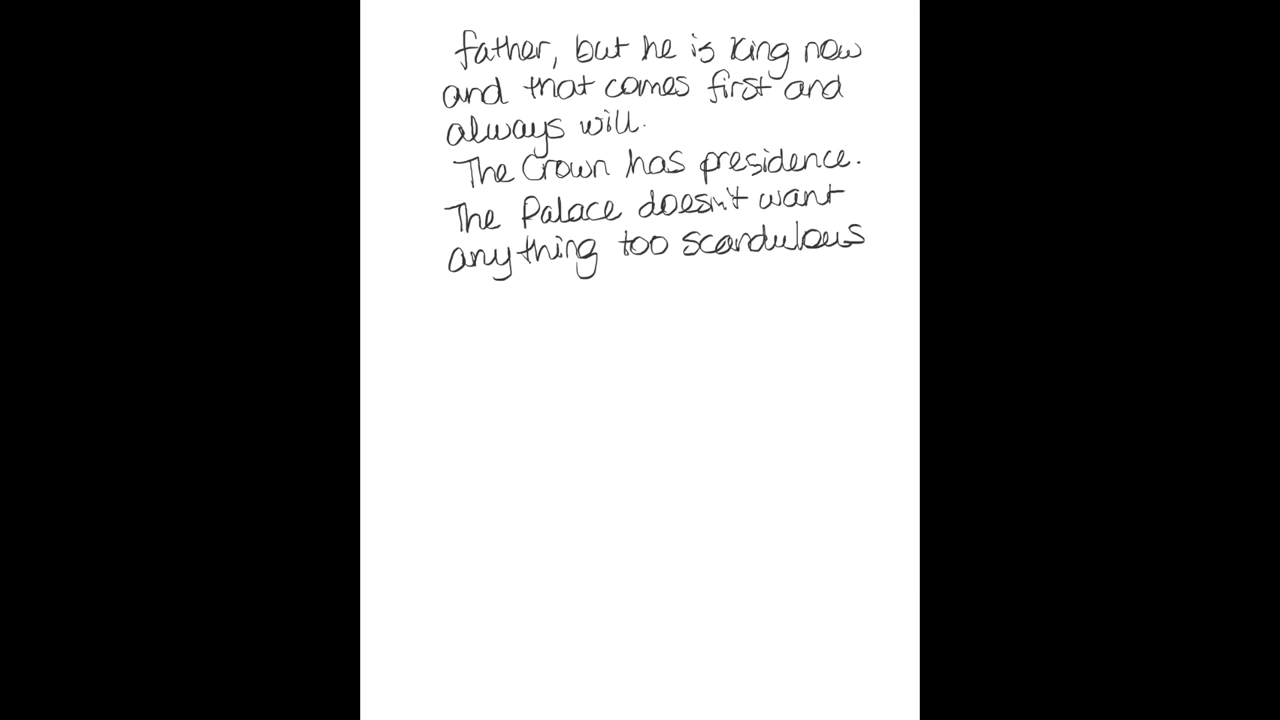 father, but he is king now
and that comes first and
always will.
The Crown has presidence.
The Palace doesn't want
anything too scandulous